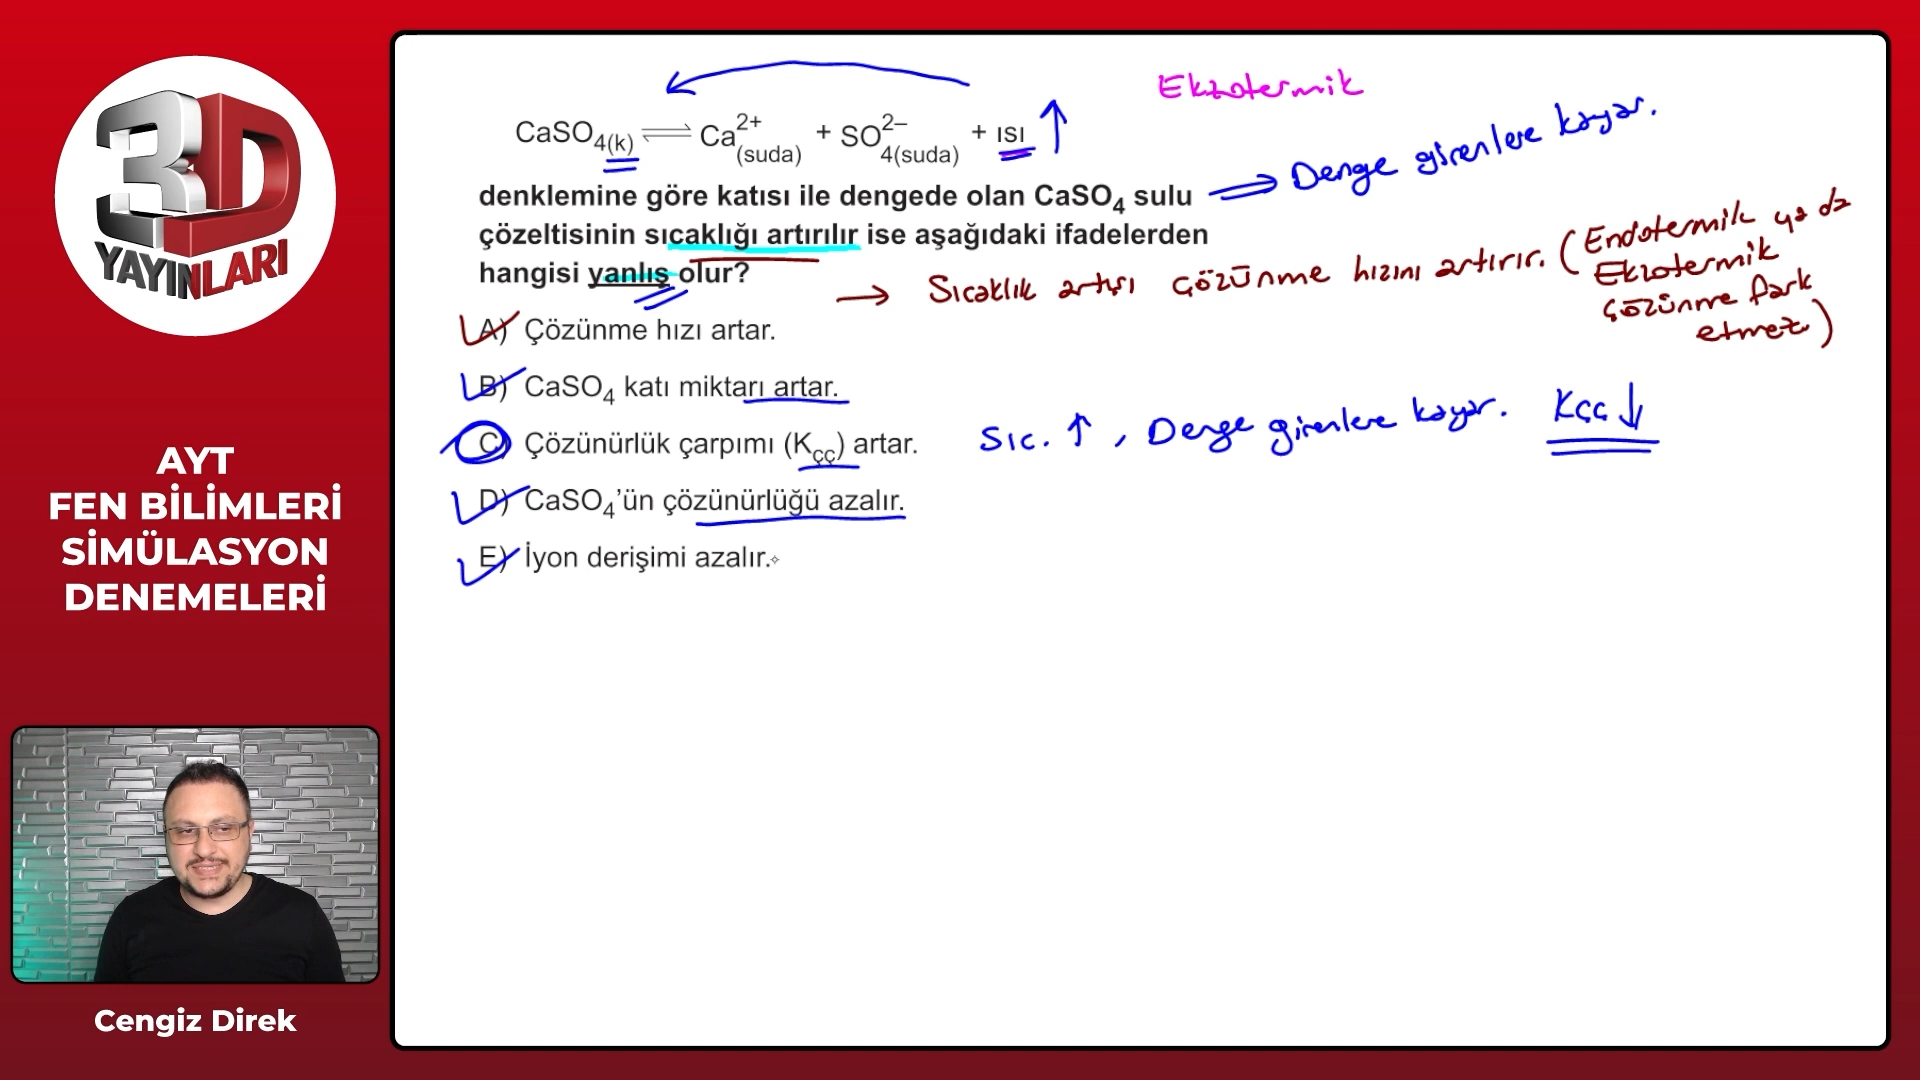 3D
YAYINLARI
AYT
FEN BİLİMLERİ
SİMÜLASYON
DENEMELERİ
Cengiz Direk
Ekzotermik
CaSO4(k) ⇌ Ca2+(suda) + SO42–4(suda) + ısı ↑
denklemine göre katısı ile dengede olan CaSO4 sulu
⇒ Denge girenlere kayar.
çözeltisinin sıcaklığı artırılır ise aşağıdaki ifadelerden
hangisi yanlış olur?
→ Sıcaklık artışı çözünme hızını artırır. (Endotermik ya da
Ekzotermik
çözünme fark
etmez)
A) Çözünme hızı artar.
B) CaSO4 katı miktarı artar.
C) Çözünürlük çarpımı (Kçç) artar.
Sıc. ↑, Denge girenlere kayar. Kçç ↓
D) CaSO4’ün çözünürlüğü azalır.
E) İyon derişimi azalır.